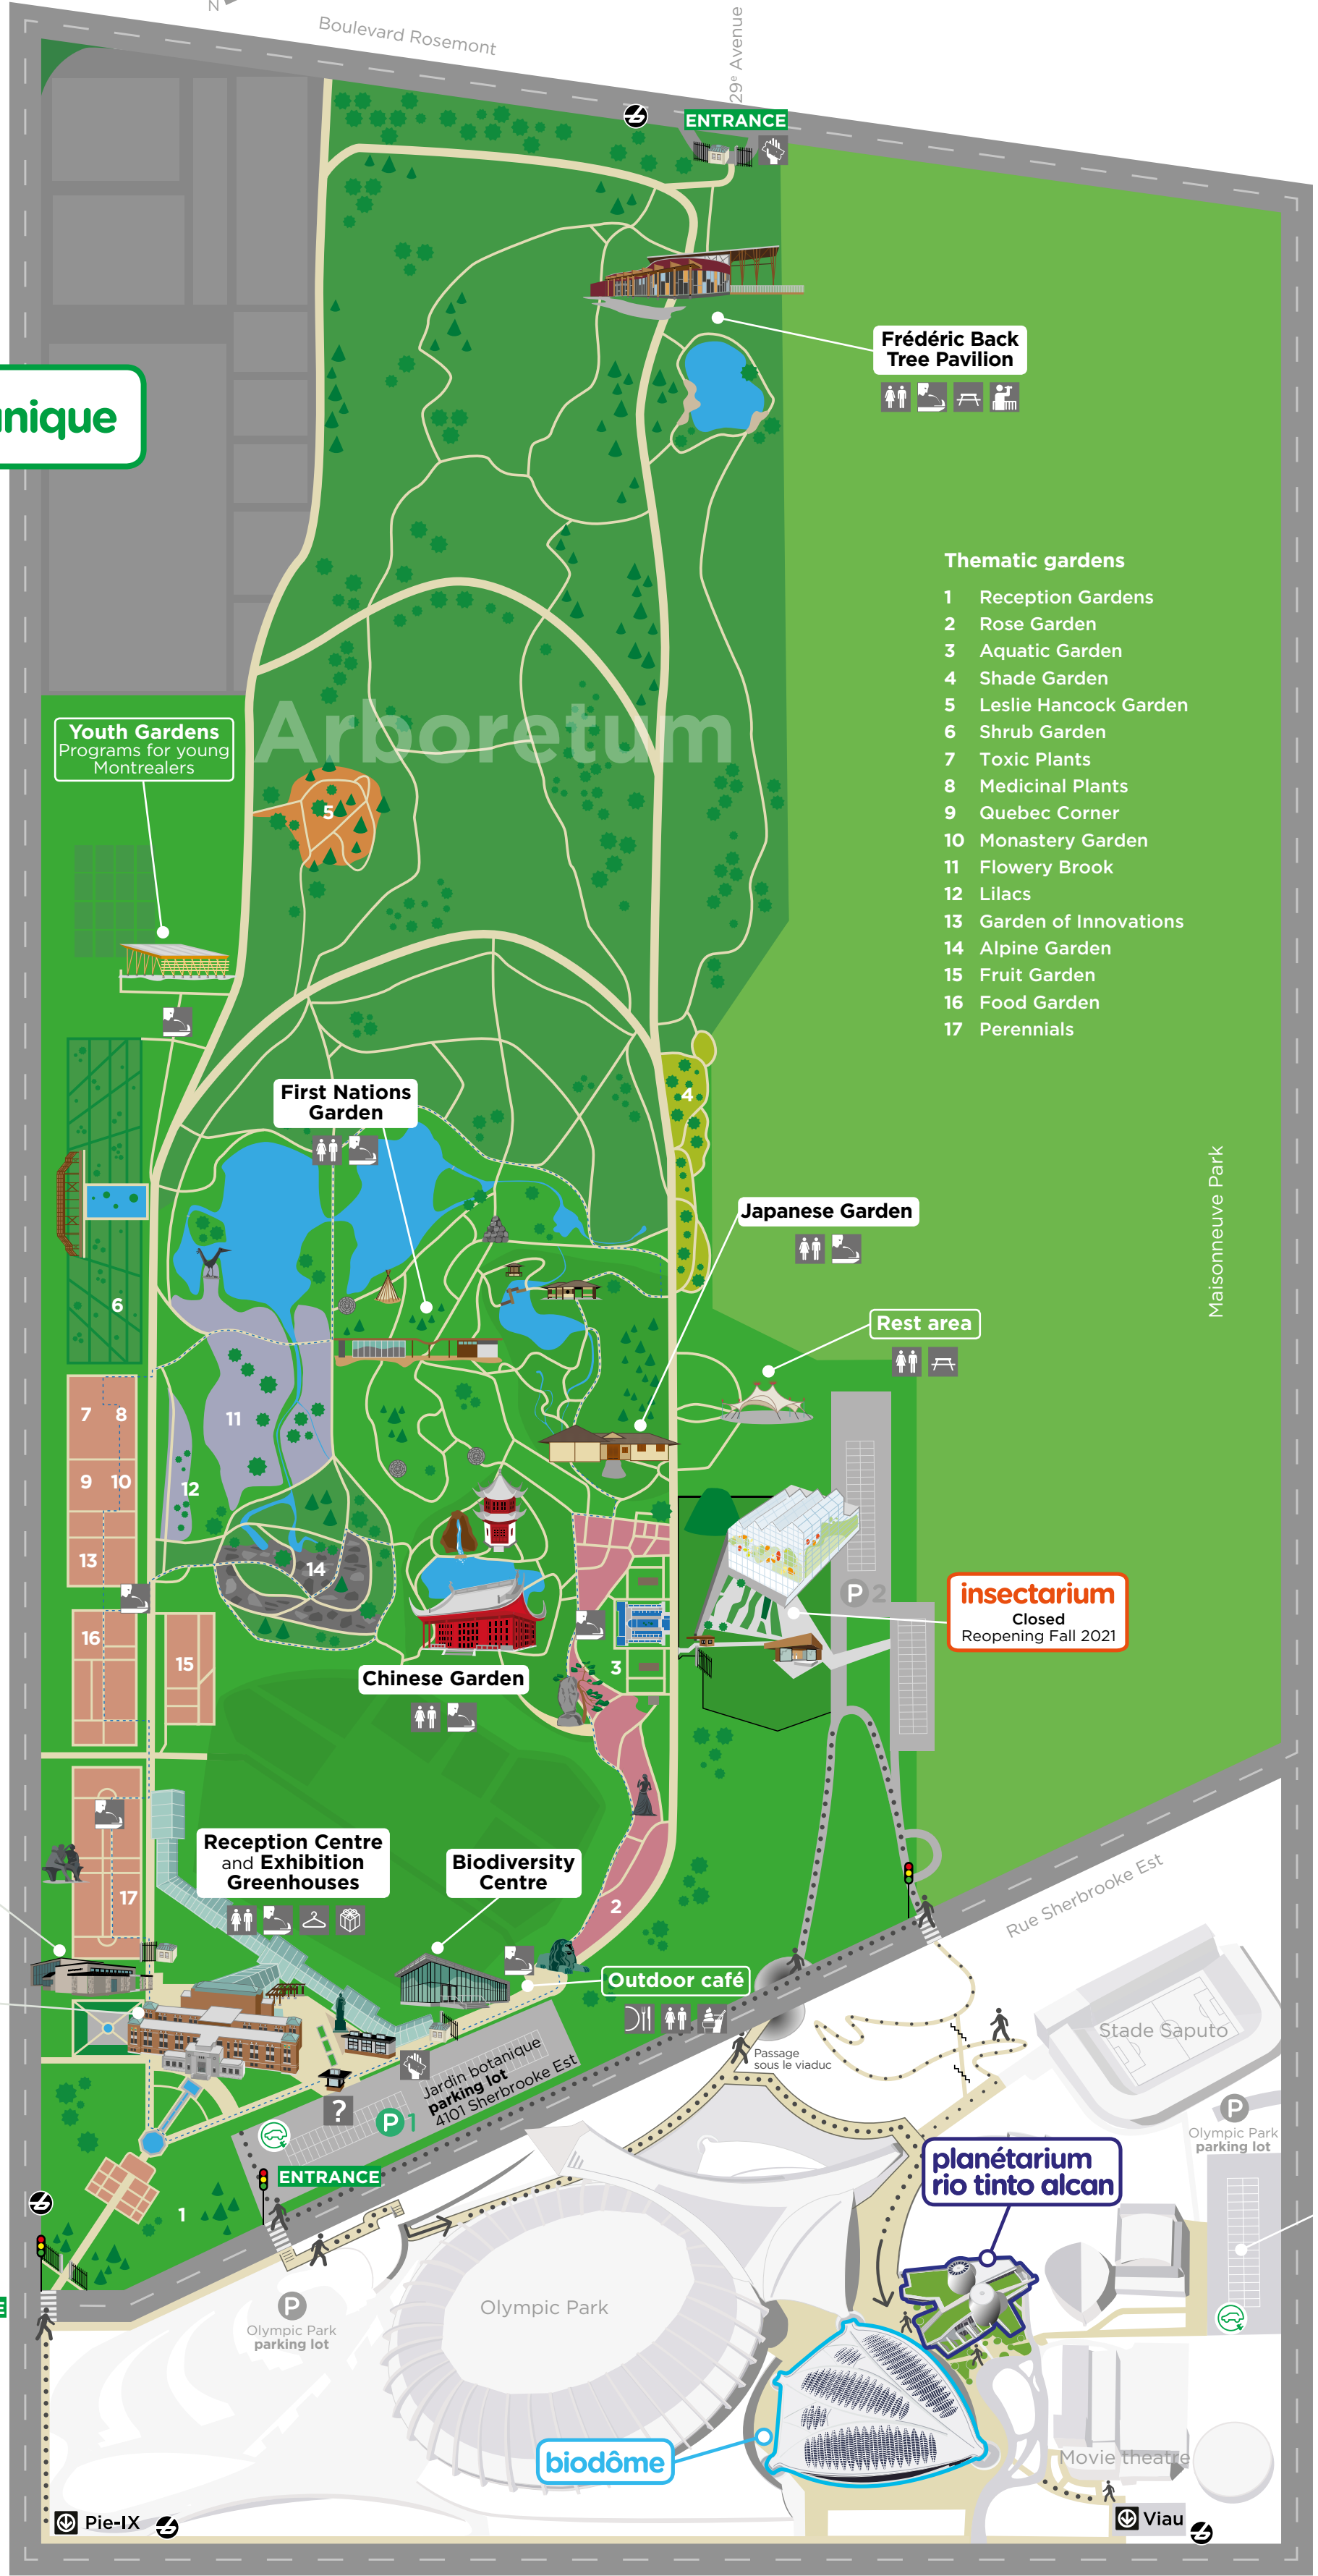 N
Boulevard Rosemont
29e Avenue
ENTRANCE
Frédéric Back
Tree Pavilion
nique
Thematic gardens
1 Reception Gardens
2 Rose Garden
3 Aquatic Garden
4 Shade Garden
5 Leslie Hancock Garden
6 Shrub Garden
7 Toxic Plants
8 Medicinal Plants
9 Quebec Corner
10 Monastery Garden
11 Flowery Brook
12 Lilacs
13 Garden of Innovations
14 Alpine Garden
15 Fruit Garden
16 Food Garden
17 Perennials
Arboretum
Youth Gardens
Programs for young
Montrealers
5
First Nations
Garden
4
Maisonneuve Park
Japanese Garden
6
Rest area
7 8
11
9 10
12
13
14
P 2
insectarium
Closed
Reopening Fall 2021
16
15
3
Chinese Garden
Reception Centre
and Exhibition
Greenhouses
Biodiversity
Centre
17
2
Rue Sherbrooke Est
Outdoor café
Stade Saputo
Passage
sous le viaduc
Jardin botanique
parking lot
4101 Sherbrooke Est
?
P 1
P
Olympic Park
parking lot
ENTRANCE
planétarium
rio tinto alcan
1
E
P
Olympic Park
parking lot
Olympic Park
biodôme
Movie theatre
Pie-IX
Viau